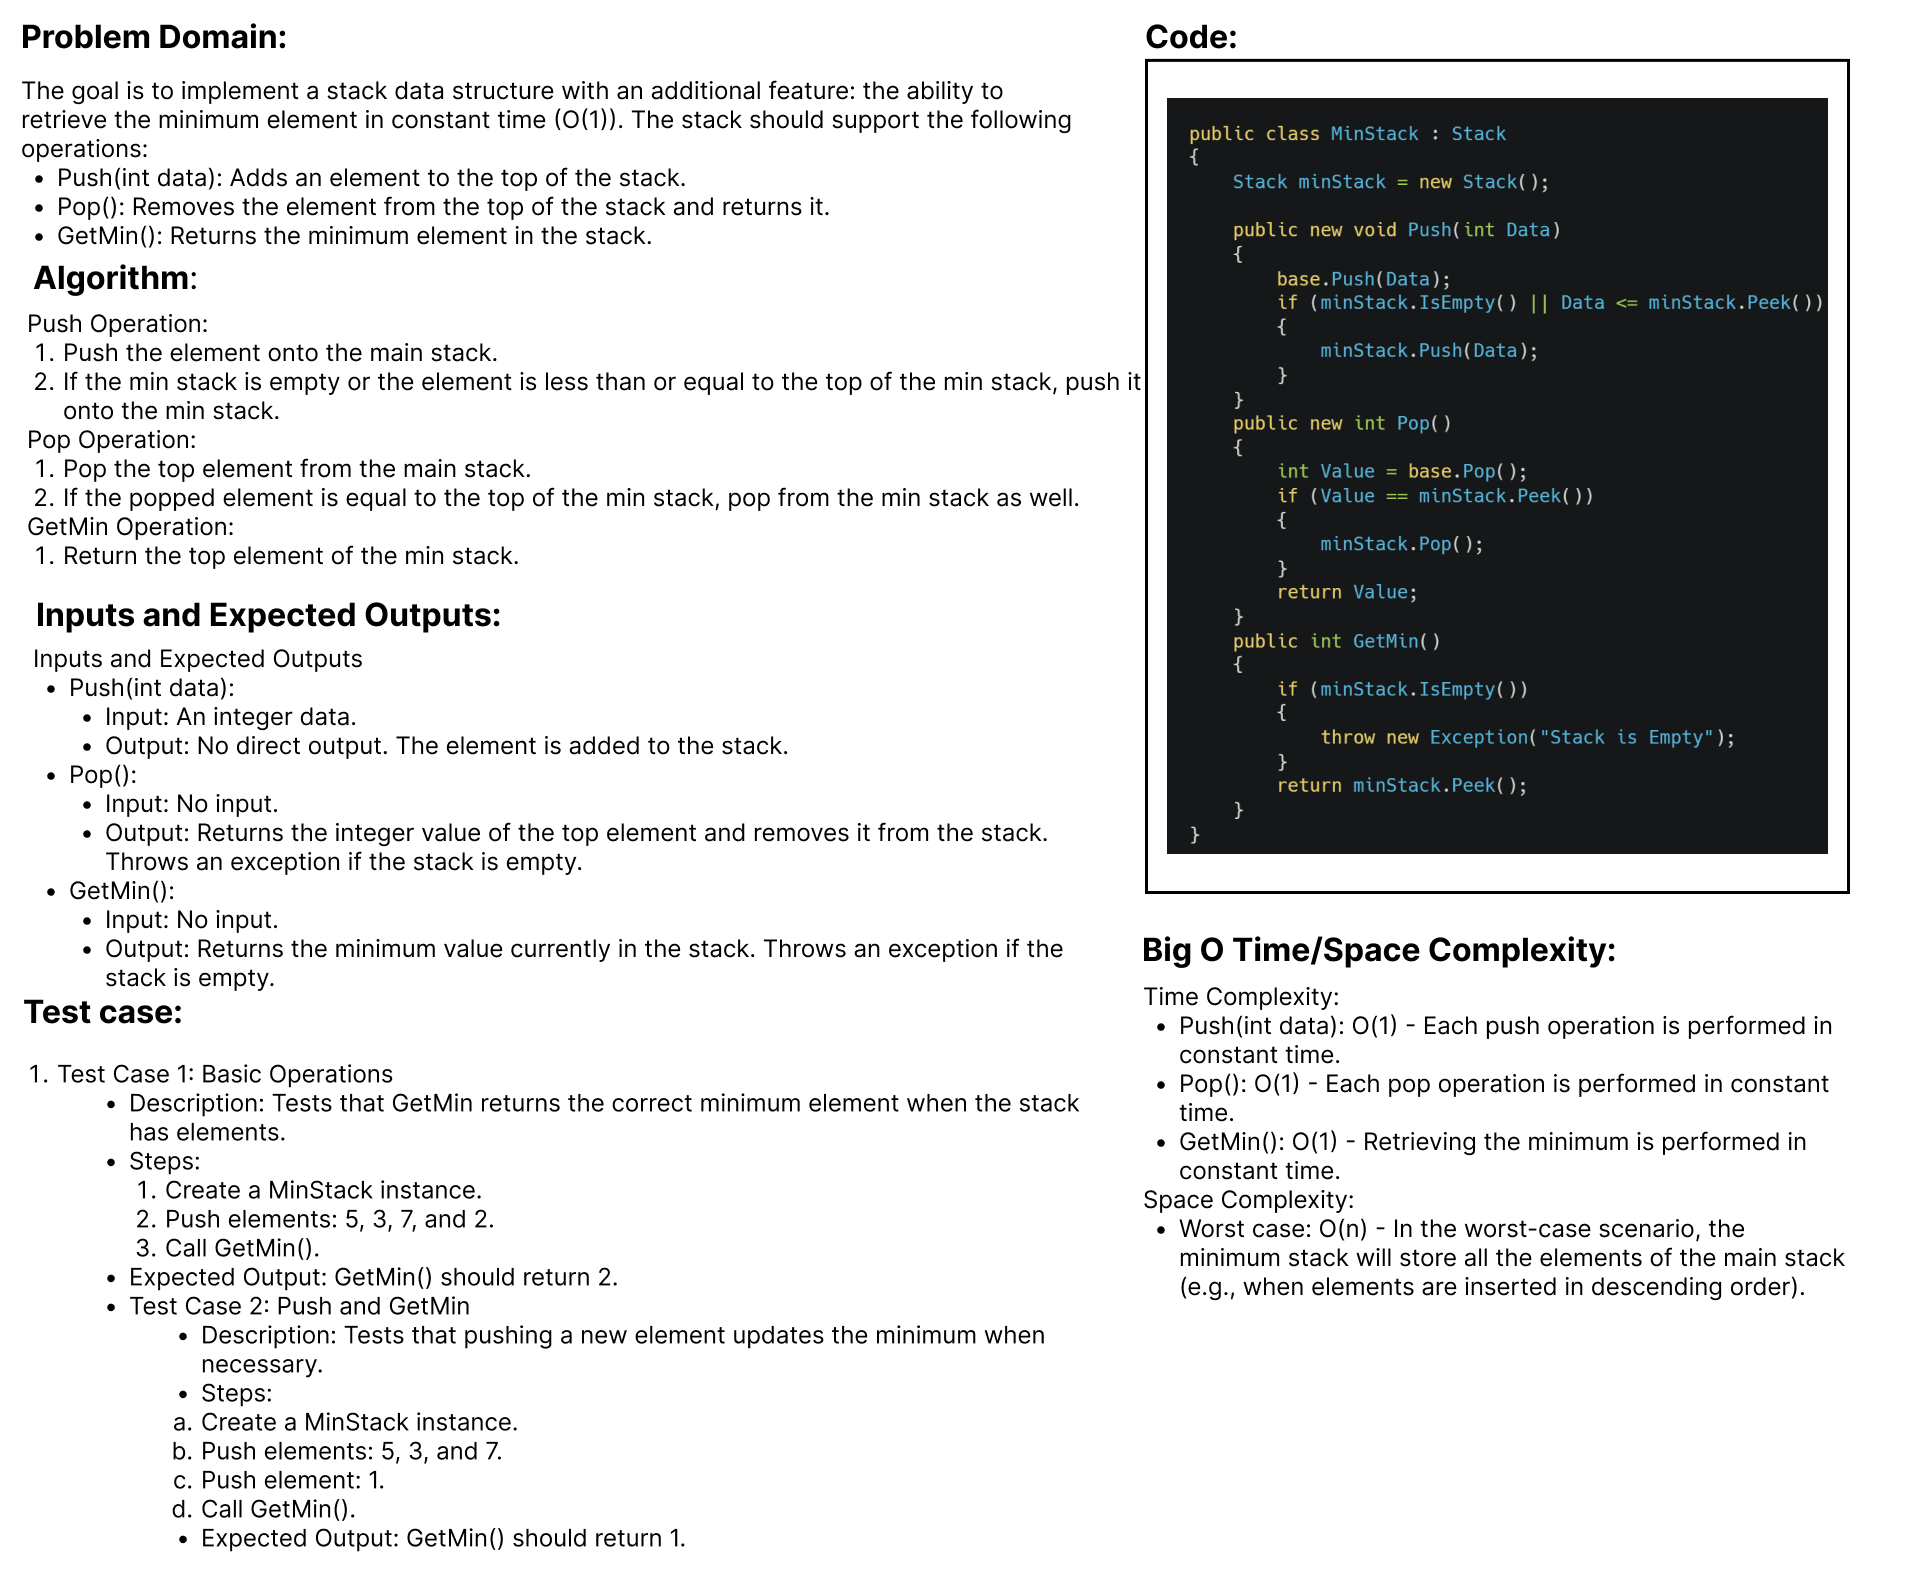 Problem Domain:
The goal is to implement a stack data structure with an additional feature: the ability to
retrieve the minimum element in constant time (O(1)). The stack should support the following
operations:
• Push(int data): Adds an element to the top of the stack.
• Pop(): Removes the element from the top of the stack and returns it.
• GetMin(): Returns the minimum element in the stack.
Algorithm:
Push Operation:
1. Push the element onto the main stack.
2. If the min stack is empty or the element is less than or equal to the top of the min stack, push it
onto the min stack.
Pop Operation:
1. Pop the top element from the main stack.
2. If the popped element is equal to the top of the min stack, pop from the min stack as well.
GetMin Operation:
1. Return the top element of the min stack.
Inputs and Expected Outputs:
Inputs and Expected Outputs
• Push(int data):
• Input: An integer data.
• Output: No direct output. The element is added to the stack.
• Pop():
• Input: No input.
• Output: Returns the integer value of the top element and removes it from the stack.
Throws an exception if the stack is empty.
• GetMin():
• Input: No input.
• Output: Returns the minimum value currently in the stack. Throws an exception if the
stack is empty.
Test case:
1. Test Case 1: Basic Operations
• Description: Tests that GetMin returns the correct minimum element when the stack
has elements.
• Steps:
1. Create a MinStack instance.
2. Push elements: 5, 3, 7, and 2.
3. Call GetMin().
• Expected Output: GetMin() should return 2.
• Test Case 2: Push and GetMin
• Description: Tests that pushing a new element updates the minimum when
necessary.
• Steps:
a. Create a MinStack instance.
b. Push elements: 5, 3, and 7.
c. Push element: 1.
d. Call GetMin().
• Expected Output: GetMin() should return 1.
Code:
public class MinStack : Stack
{
    Stack minStack = new Stack();

    public new void Push(int Data)
    {
        base.Push(Data);
        if (minStack.IsEmpty() || Data <= minStack.Peek())
        {
            minStack.Push(Data);
        }
    }
    public new int Pop()
    {
        int Value = base.Pop();
        if (Value == minStack.Peek())
        {
            minStack.Pop();
        }
        return Value;
    }
    public int GetMin()
    {
        if (minStack.IsEmpty())
        {
            throw new Exception("Stack is Empty");
        }
        return minStack.Peek();
    }
}
Big O Time/Space Complexity:
Time Complexity:
• Push(int data): O(1) - Each push operation is performed in
constant time.
• Pop(): O(1) - Each pop operation is performed in constant
time.
• GetMin(): O(1) - Retrieving the minimum is performed in
constant time.
Space Complexity:
• Worst case: O(n) - In the worst-case scenario, the
minimum stack will store all the elements of the main stack
(e.g., when elements are inserted in descending order).